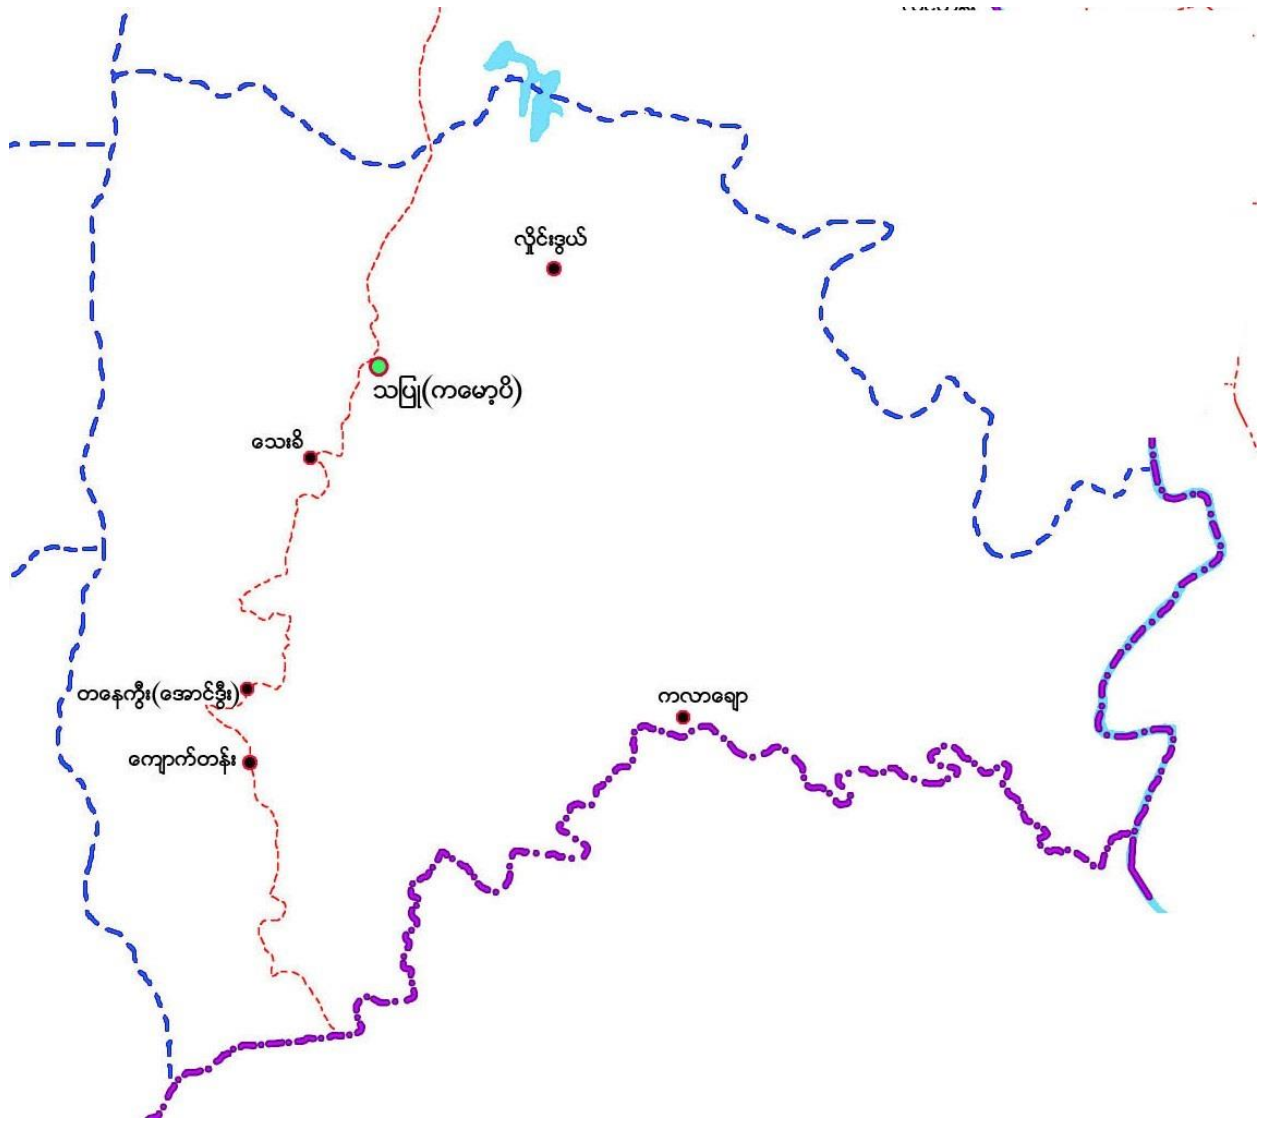 လှိုင်းဒွယ်
သပြု(ကမော့ပိ)
သေးခိ
တနေကွီး(အောင်ဒွီး)
ကလာချော
ကျောက်တန်း